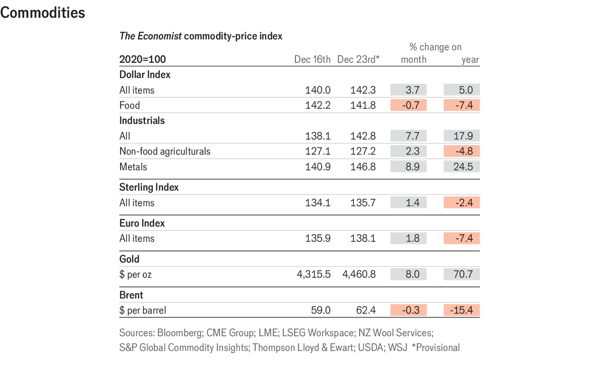 Commodities
The Economist commodity-price index
% change on
2020=100 Dec 16th Dec 23rd* month year
Dollar Index
All items 140.0 142.3 3.7 5.0
Food 142.2 141.8 -0.7 -7.4
Industrials
All 138.1 142.8 7.7 17.9
Non-food agriculturals 127.1 127.2 2.3 -4.8
Metals 140.9 146.8 8.9 24.5
Sterling Index
All items 134.1 135.7 1.4 -2.4
Euro Index
All items 135.9 138.1 1.8 -7.4
Gold
$ per oz 4,315.5 4,460.8 8.0 70.7
Brent
$ per barrel 59.0 62.4 -0.3 -15.4
Sources: Bloomberg; CME Group; LME; LSEG Workspace; NZ Wool Services;
S&P Global Commodity Insights; Thompson Lloyd & Ewart; USDA; WSJ *Provisional